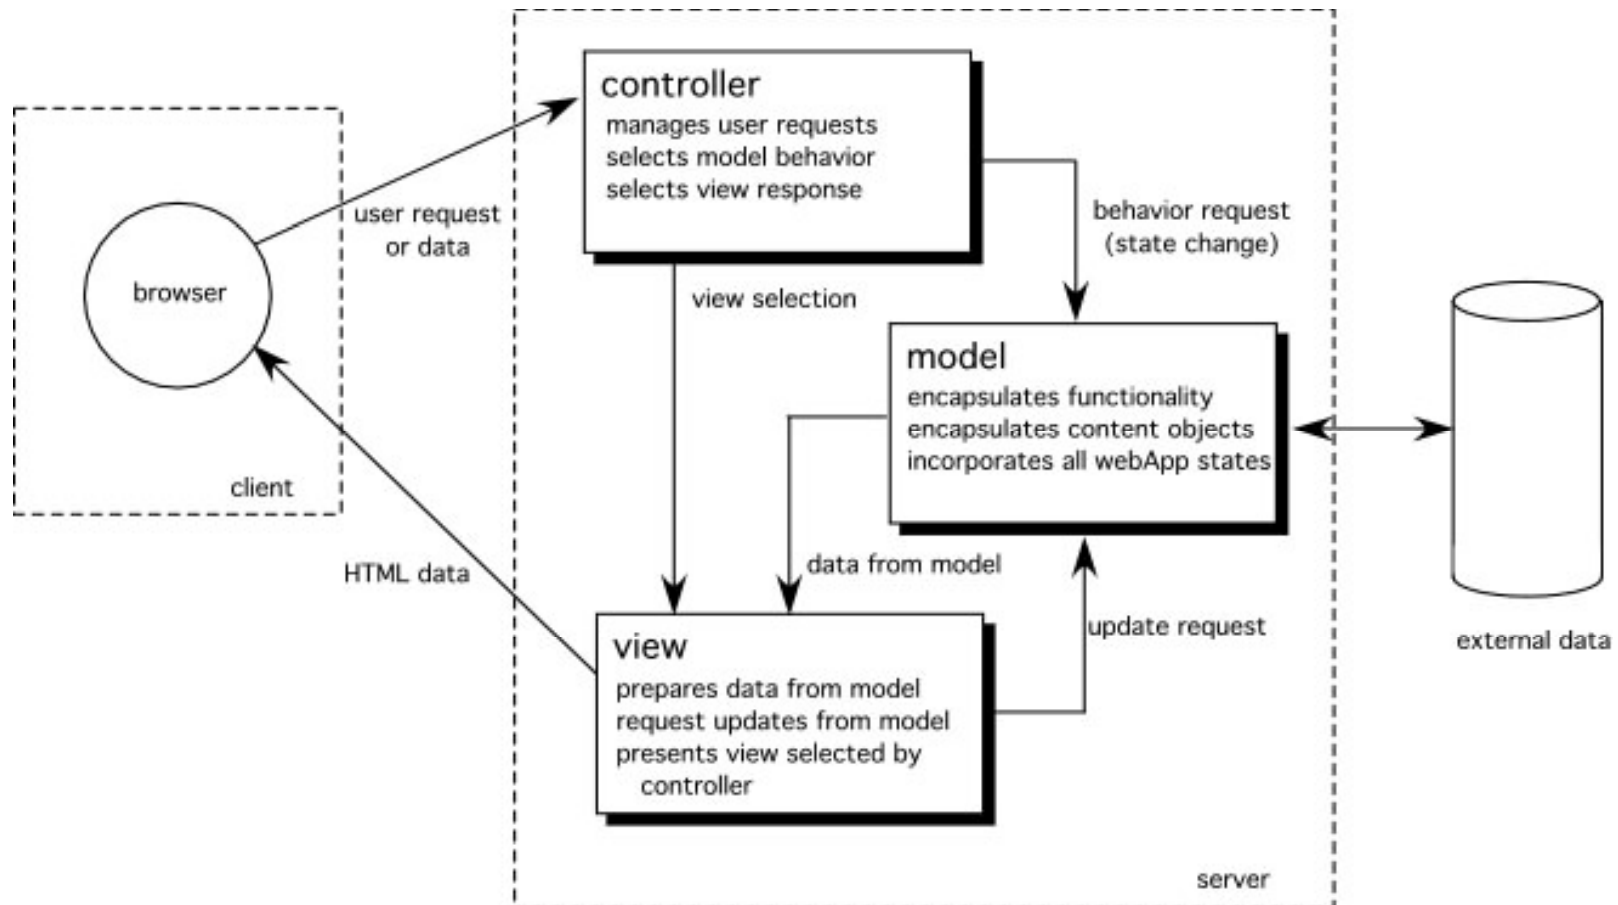 controller
manages user requests
selects model behavior
selects view response
user request
or data
behavior request
(state change)
browser
view selection
model
encapsulates functionality
encapsulates content objects
incorporates all webApp states
client
data from model
HTML data
update request
external data
view
prepares data from model
request updates from model
presents view selected by
controller
server